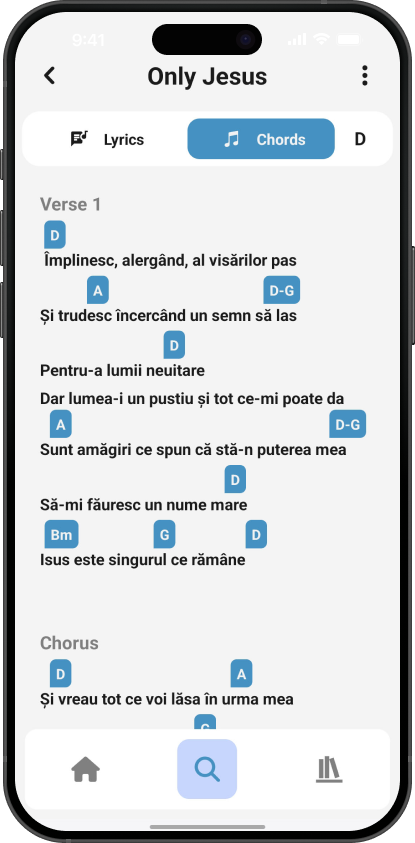 9:41
Only Jesus
Lyrics
Chords
D
Verse 1
D
Împlinesc, alergând, al visărilor pas
A D-G
Și trudesc încercând un semn să las
D
Pentru-a lumii neuitare
Dar lumea-i un pustiu și tot ce-mi poate da
A D-G
Sunt amăgiri ce spun că stă-n puterea mea
D
Să-mi făuresc un nume mare
Bm G D
Isus este singurul ce rămâne
Chorus
D A
Și vreau tot ce voi lăsa în urma mea